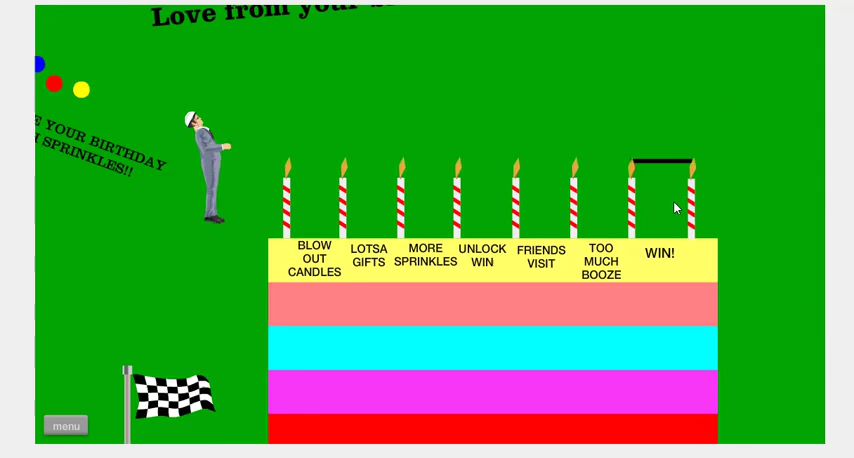 Love from your
E YOUR BIRTHDAY
SPRINKLES!!
BLOW
OUT
CANDLES
LOTSA
GIFTS
MORE
SPRINKLES
UNLOCK
WIN
FRIENDS
VISIT
TOO
MUCH
BOOZE
WIN!
menu